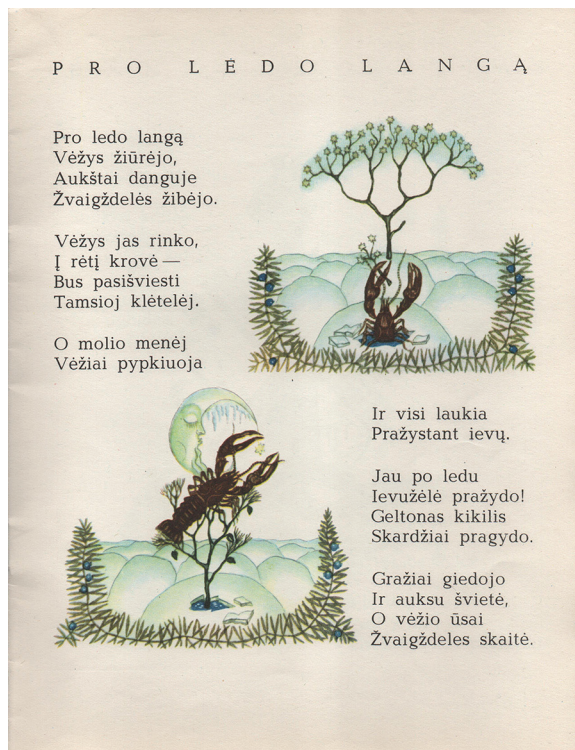 PRO LEDO LANGĄ
Pro ledo langą
Vėžys žiūrėjo,
Aukštai danguje
Žvaigždelės žibėjo.
Vėžys jas rinko,
Į rėtį krovė —
Bus pasišviesti
Tamsioj klėtelėj.
O molio menėj
Vėžiai pypkiuoja
Ir visi laukia
Pražystant ievų.
Jau po ledu
Ievužėlė pražydo!
Geltonas kikilis
Skardžiai pragydo.
Gražiai giedojo
Ir auksu švietė,
O vėžio ūsai
Žvaigždeles skaitė.